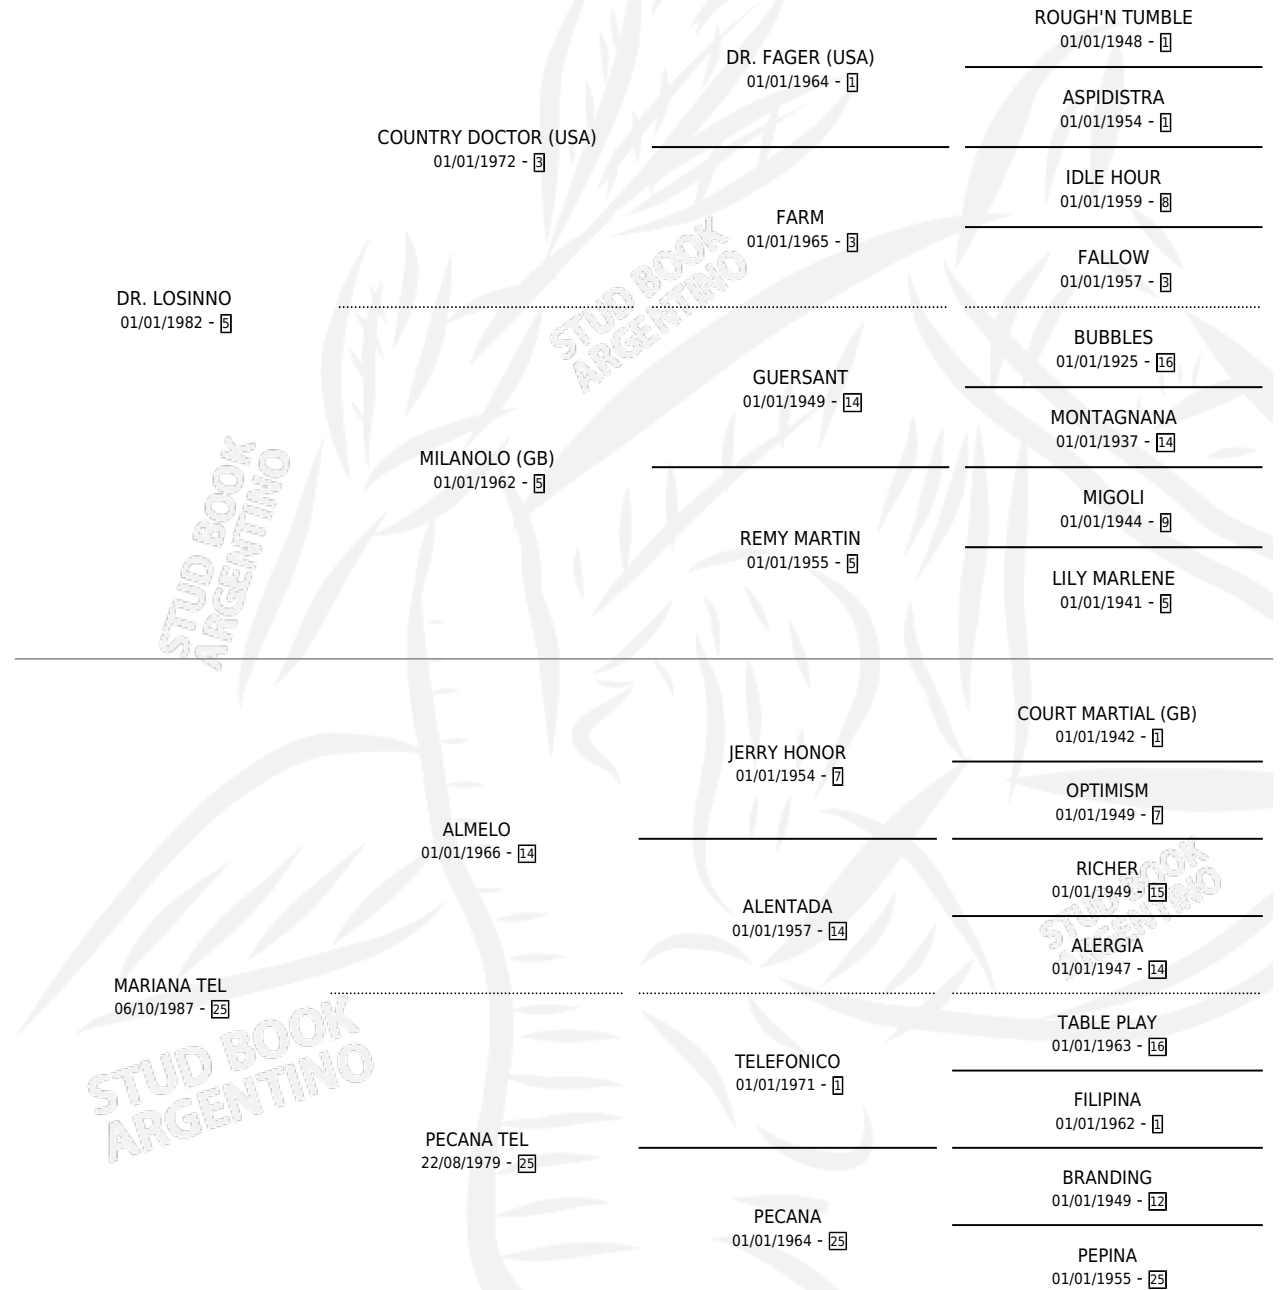 ROUGH'N TUMBLE
01/01/1948 - 1
DR. FAGER (USA)
01/01/1964 - 1
ASPIDISTRA
01/01/1954 - 1
COUNTRY DOCTOR (USA)
01/01/1972 - 3
IDLE HOUR
01/01/1959 - 8
FARM
01/01/1965 - 3
FALLOW
01/01/1957 - 3
DR. LOSINNO
01/01/1982 - 5
BUBBLES
01/01/1925 - 16
GUERSANT
01/01/1949 - 14
MONTAGNANA
01/01/1937 - 14
MILANOLO (GB)
01/01/1962 - 5
MIGOLI
01/01/1944 - 9
REMY MARTIN
01/01/1955 - 5
LILY MARLENE
01/01/1941 - 5
COURT MARTIAL (GB)
01/01/1942 - 1
JERRY HONOR
01/01/1954 - 7
OPTIMISM
01/01/1949 - 7
ALMELO
01/01/1966 - 14
RICHER
01/01/1949 - 15
ALENTADA
01/01/1957 - 14
ALERGIA
01/01/1947 - 14
MARIANA TEL
06/10/1987 - 25
TABLE PLAY
01/01/1963 - 16
TELEFONICO
01/01/1971 - 1
FILIPINA
01/01/1962 - 1
PECANA TEL
22/08/1979 - 25
BRANDING
01/01/1949 - 12
PECANA
01/01/1964 - 25
PEPINA
01/01/1955 - 25
STUD BOOK
ARGENTINO
STUD BOOK
ARGENTINO
STUD BOOK
ARGENTINO
STUD BOOK
ARGENTINO